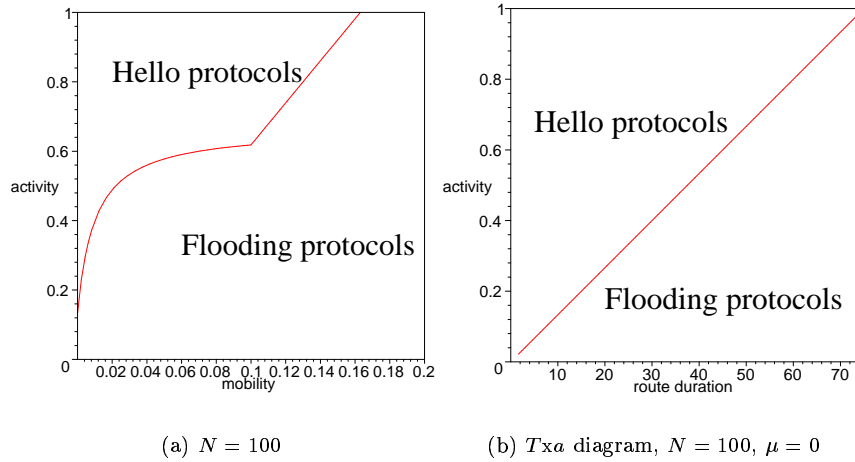 1
0.8
0.6
activity
0.4
0.2
0
0.02 0.04 0.06 0.08 0.1 0.12 0.14 0.16 0.18 0.2
mobility
Hello protocols
Flooding protocols
(a) N = 100
1
0.8
0.6
activity
0.4
0.2
0
10 20 30 40 50 60 70
route duration
Hello protocols
Flooding protocols
(b) Txa diagram, N = 100, μ = 0